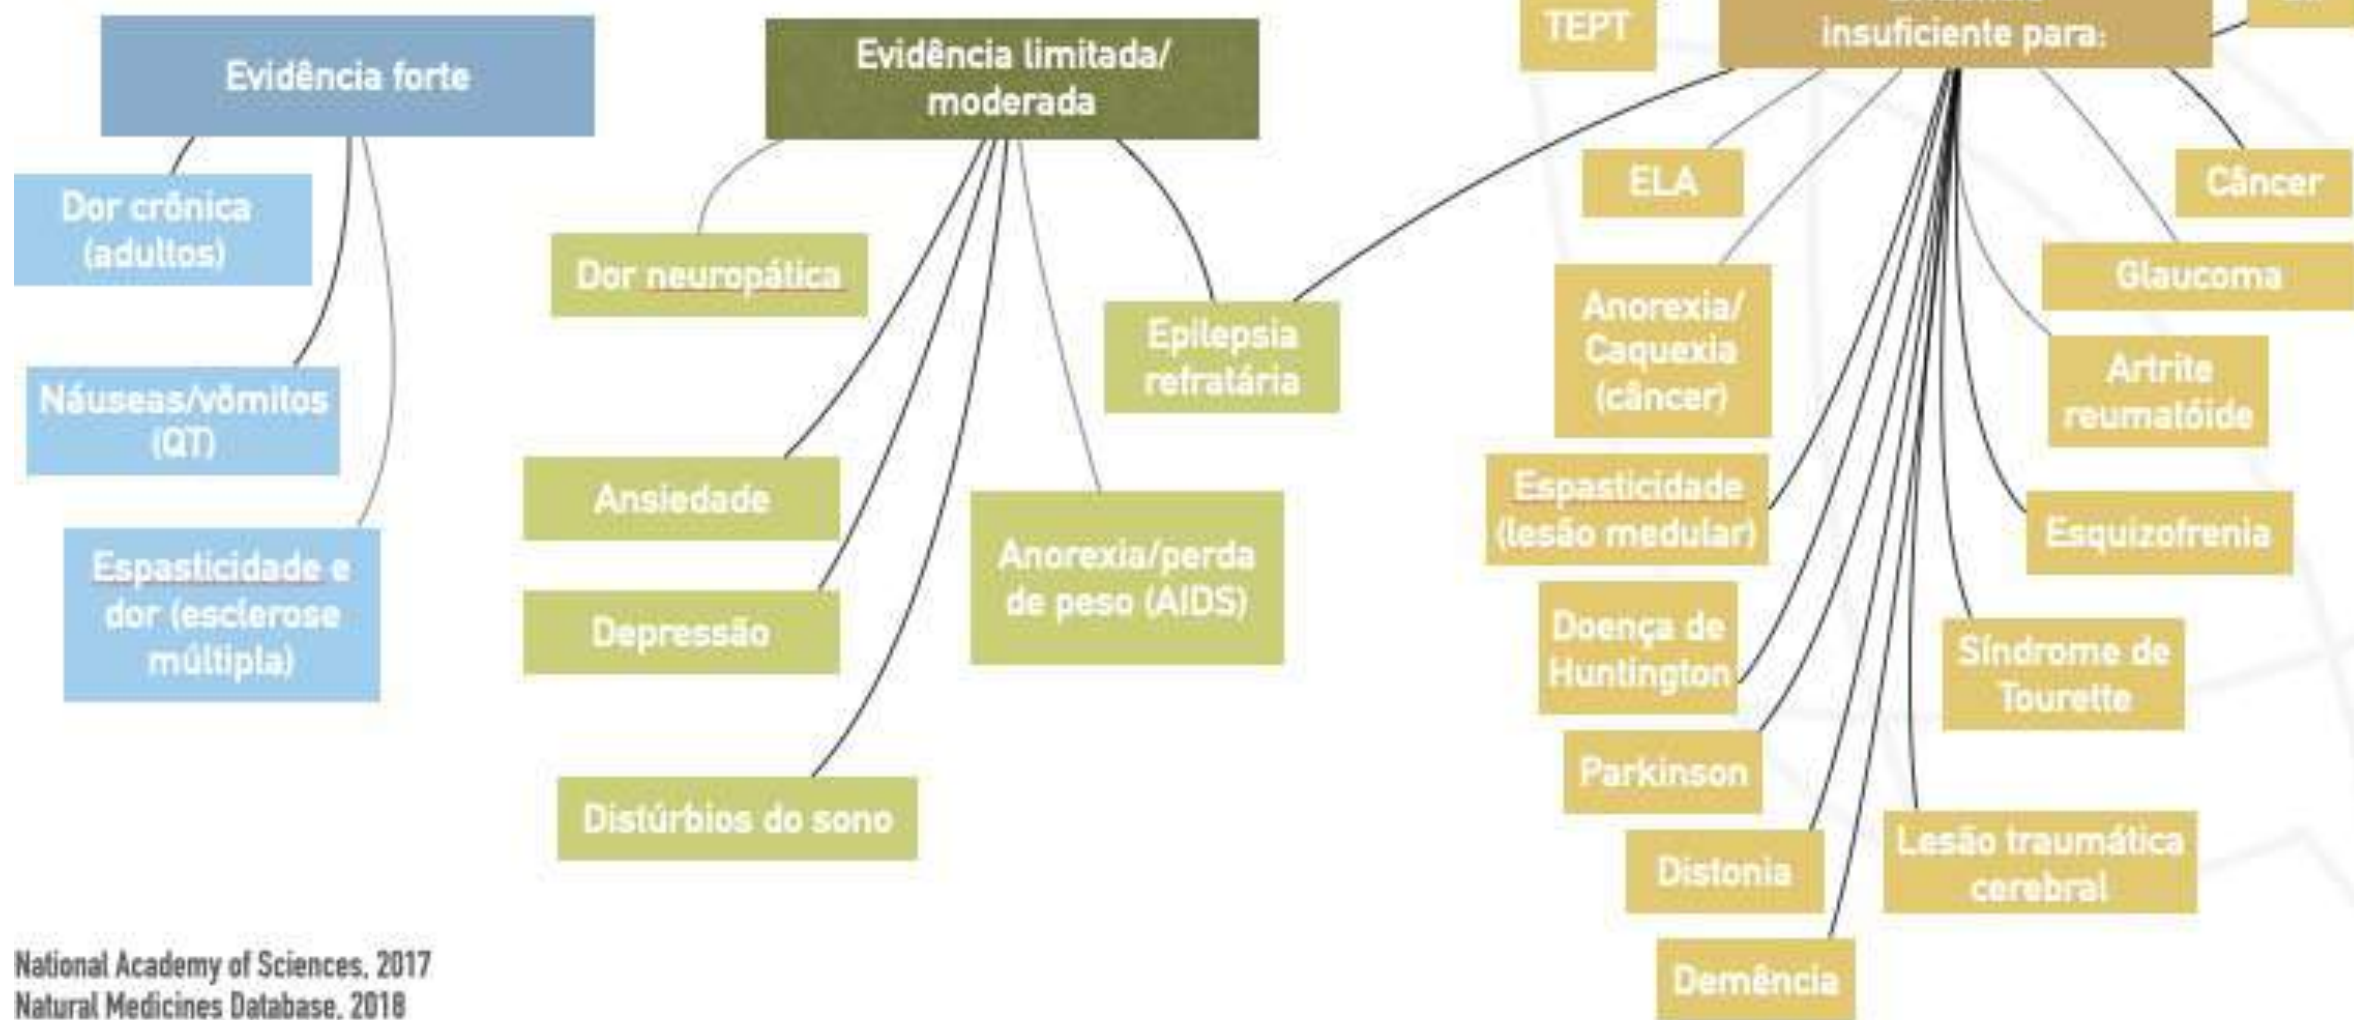 Evidência forte
Dor crônica
(adultos)
Náuseas/vômitos
(QT)
Espasticidade e
dor (esclerose
múltipla)
Evidência limitada/
moderada
Dor neuropática
Epilepsia
refratária
Ansiedade
Anorexia/perda
de peso (AIDS)
Depressão
Distúrbios do sono
TEPT
insuficiente para:
ELA
Câncer
Glaucoma
Anorexia/
Caquexia
(câncer)
Artrite
reumatóide
Espasticidade
(lesão medular)
Esquizofrenia
Doença de
Huntington
Síndrome de
Tourette
Parkinson
Lesão traumática
cerebral
Distonia
Demência
National Academy of Sciences, 2017
Natural Medicines Database, 2018